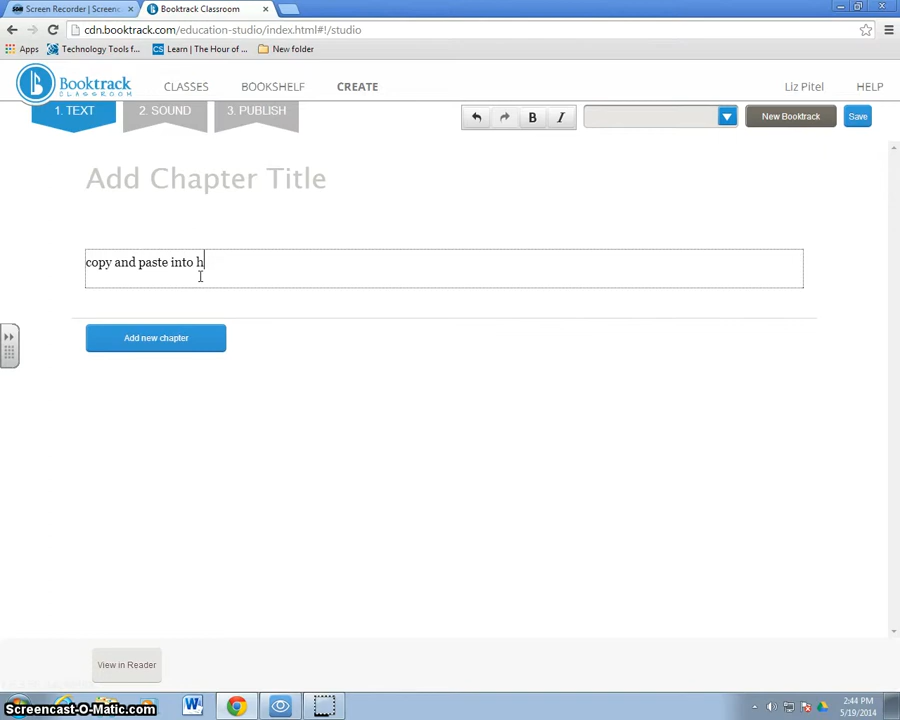 Screen Recorder | Screenc
Booktrack Classroom
cdn.booktrack.com/education-studio/index.html#!/studio
Apps
Technology Tools f...
CS
Learn | The Hour of ...
New folder
Booktrack
CLASSROOM
CLASSES
BOOKSHELF
CREATE
Liz Pitel
HELP
1. TEXT
2. SOUND
3. PUBLISH
B
I
New Booktrack
Save
Add Chapter Title
copy and paste into h
Add new chapter
View in Reader
Screencast-O-Matic.com
2:44 PM
5/19/2014